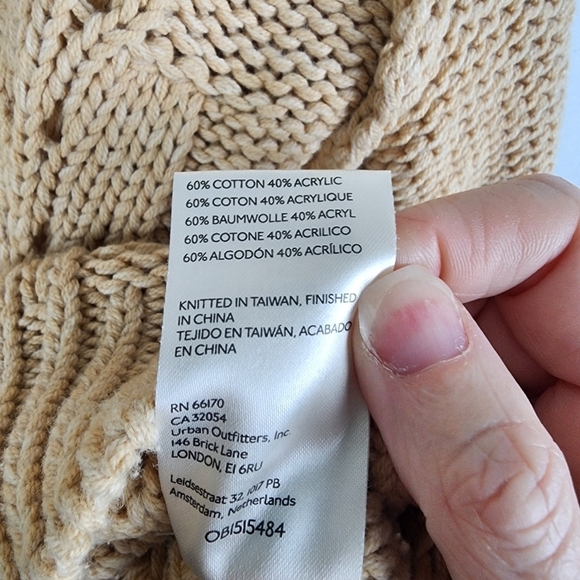 60% COTTON 40% ACRYLIC
60% COTON 40% ACRYLIQUE
60% BAUMWOLLE 40% ACRYL
60% COTONE 40% ACRILICO
60% ALGODÓN 40% ACRÍLICO
KNITTED IN TAIWAN, FINISHED
IN CHINA
TEJIDO EN TAIWÁN, ACABADO
EN CHINA
RN 66170
CA 32054
Urban Outfitters, Inc
146 Brick Lane
LONDON, E1 6RU
Leidsestraat 32 1017 PB
Amsterdam, Netherlands
OB1515484